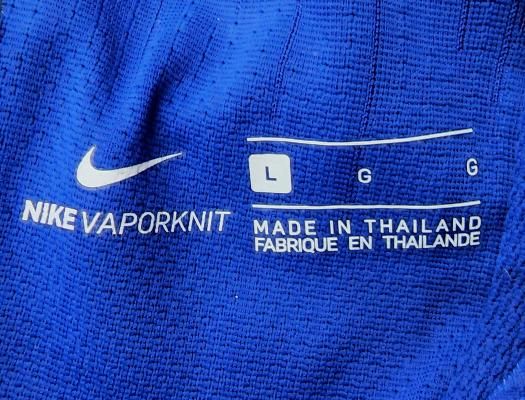 NIKE VAPORKNIT
L G G
MADE IN THAILAND
FABRIQUE EN THAILANDE